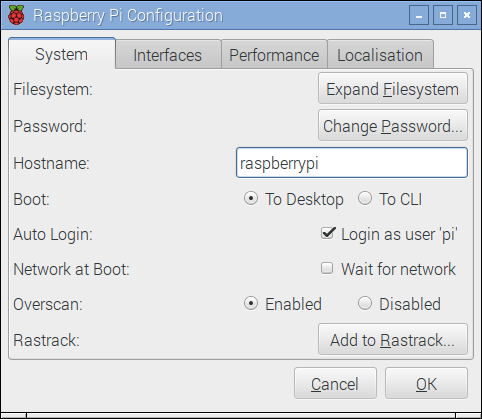 Raspberry Pi Configuration
System Interfaces Performance Localisation
Filesystem: Expand Filesystem
Password: Change Password...
Hostname: raspberrypi
Boot: To Desktop To CLI
Auto Login: Login as user 'pi'
Network at Boot: Wait for network
Overscan: Enabled Disabled
Rastrack: Add to Rastrack...
Cancel OK